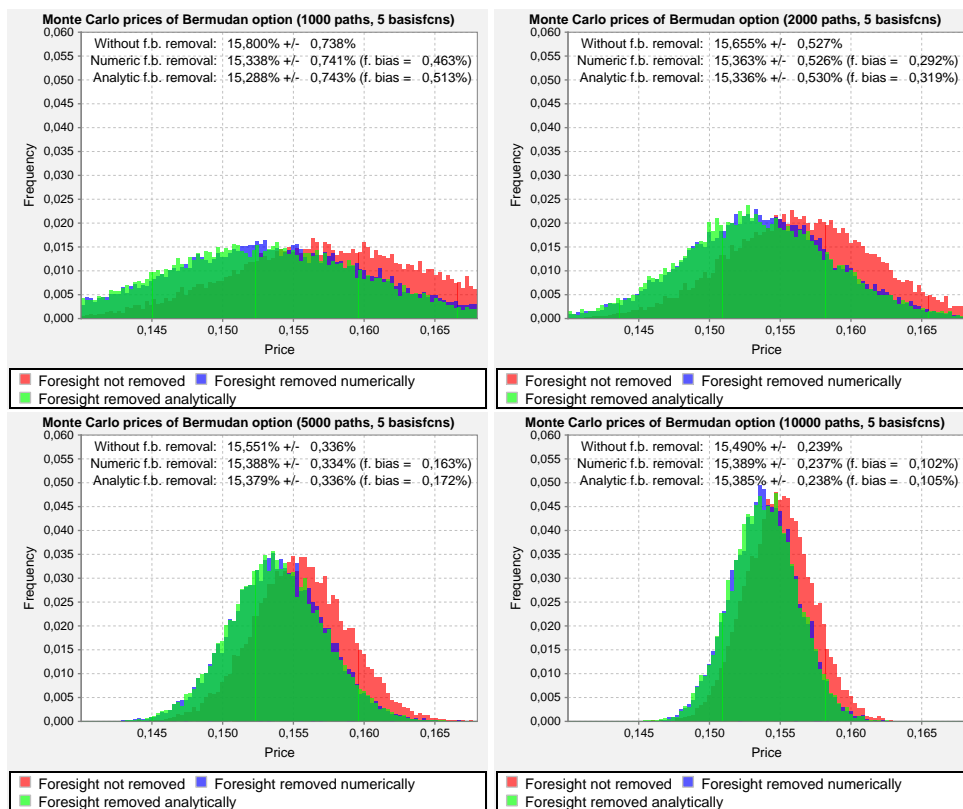 Monte Carlo prices of Bermudan option (1000 paths, 5 basisfcns)
Without f.b. removal: 15,800% +/- 0,738%
Numeric f.b. removal: 15,338% +/- 0,741% (f. bias = 0,463%)
Analytic f.b. removal: 15,288% +/- 0,743% (f. bias = 0,513%)
0,060
0,055
0,050
0,045
0,040
0,035
0,030
0,025
0,020
0,015
0,010
0,005
0,000
Frequency
0,145 0,150 0,155 0,160 0,165
Price
Foresight not removed Foresight removed numerically
Foresight removed analytically
Monte Carlo prices of Bermudan option (2000 paths, 5 basisfcns)
Without f.b. removal: 15,655% +/- 0,527%
Numeric f.b. removal: 15,363% +/- 0,526% (f. bias = 0,292%)
Analytic f.b. removal: 15,336% +/- 0,530% (f. bias = 0,319%)
0,060
0,055
0,050
0,045
0,040
0,035
0,030
0,025
0,020
0,015
0,010
0,005
0,000
Frequency
0,145 0,150 0,155 0,160 0,165
Price
Foresight not removed Foresight removed numerically
Foresight removed analytically
Monte Carlo prices of Bermudan option (5000 paths, 5 basisfcns)
Without f.b. removal: 15,551% +/- 0,336%
Numeric f.b. removal: 15,388% +/- 0,334% (f. bias = 0,163%)
Analytic f.b. removal: 15,379% +/- 0,336% (f. bias = 0,172%)
0,060
0,055
0,050
0,045
0,040
0,035
0,030
0,025
0,020
0,015
0,010
0,005
0,000
Frequency
0,145 0,150 0,155 0,160 0,165
Price
Foresight not removed Foresight removed numerically
Foresight removed analytically
Monte Carlo prices of Bermudan option (10000 paths, 5 basisfcns)
Without f.b. removal: 15,490% +/- 0,239%
Numeric f.b. removal: 15,389% +/- 0,237% (f. bias = 0,102%)
Analytic f.b. removal: 15,385% +/- 0,238% (f. bias = 0,105%)
0,060
0,055
0,050
0,045
0,040
0,035
0,030
0,025
0,020
0,015
0,010
0,005
0,000
Frequency
0,145 0,150 0,155 0,160 0,165
Price
Foresight not removed Foresight removed numerically
Foresight removed analytically